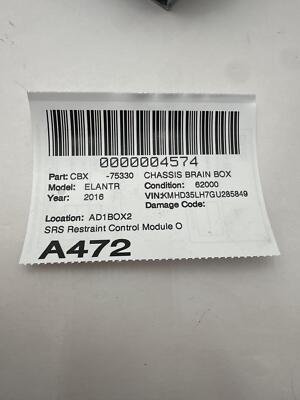 0000004574
Part: CBX -75330 CHASSIS BRAIN BOX
Model: ELANTR Condition: 62000
Year: 2016 VIN:KMHD35LH7GU285849
Damage Code:
Location: AD1BOX2
SRS Restraint Control Module O
A472